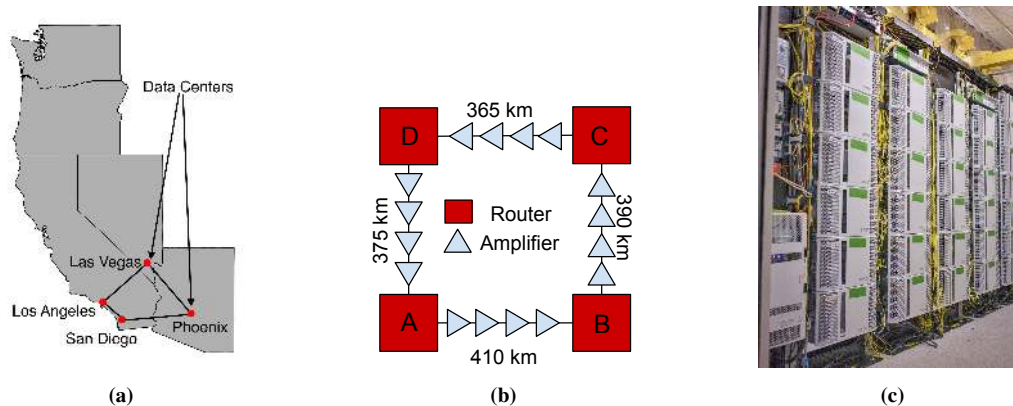 Data Centers
Las Vegas
Los Angeles
San Diego
Phoenix
(a)
365 km
D
C
375 km
Router
Amplifier
390 km
A
B
410 km
(b)
(c)